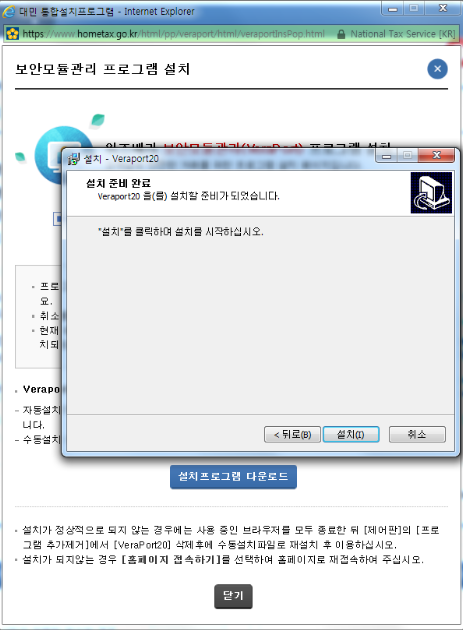 대민 통합설치프로그램 - Internet Explorer
https://www.hometax.go.kr/html/pp/veraport/html/veraportInsPop.html National Tax Service [KR]
보안모듈관리 프로그램 설치
보안모듈관리(VeraPort) 프로그램 설치
설치 - Veraport20
설치 준비 완료
Veraport20 을(를) 설치할 준비가 되었습니다.
"설치"를 클릭하며 설치를 시작하십시오.
프로
요.
취소
현재
치되
Verapo
- 자동설치
니다.
- 수동설치
< 뒤로(B) 설치(I) 취소
설치프로그램 다운로드
설치가 정상적으로 되지 않는 경우에는 사용 중인 브라우저를 모두 종료한 뒤 [제어판]의 [프로
그램 추가제거]에서 [VeraPort20] 삭제후에 수동설치파일로 재설치 후 이용하십시오.
설치가 되지않는 경우 [홈페이지 접속하기]를 선택하여 홈페이지로 재접속하여 주십시오.
닫기